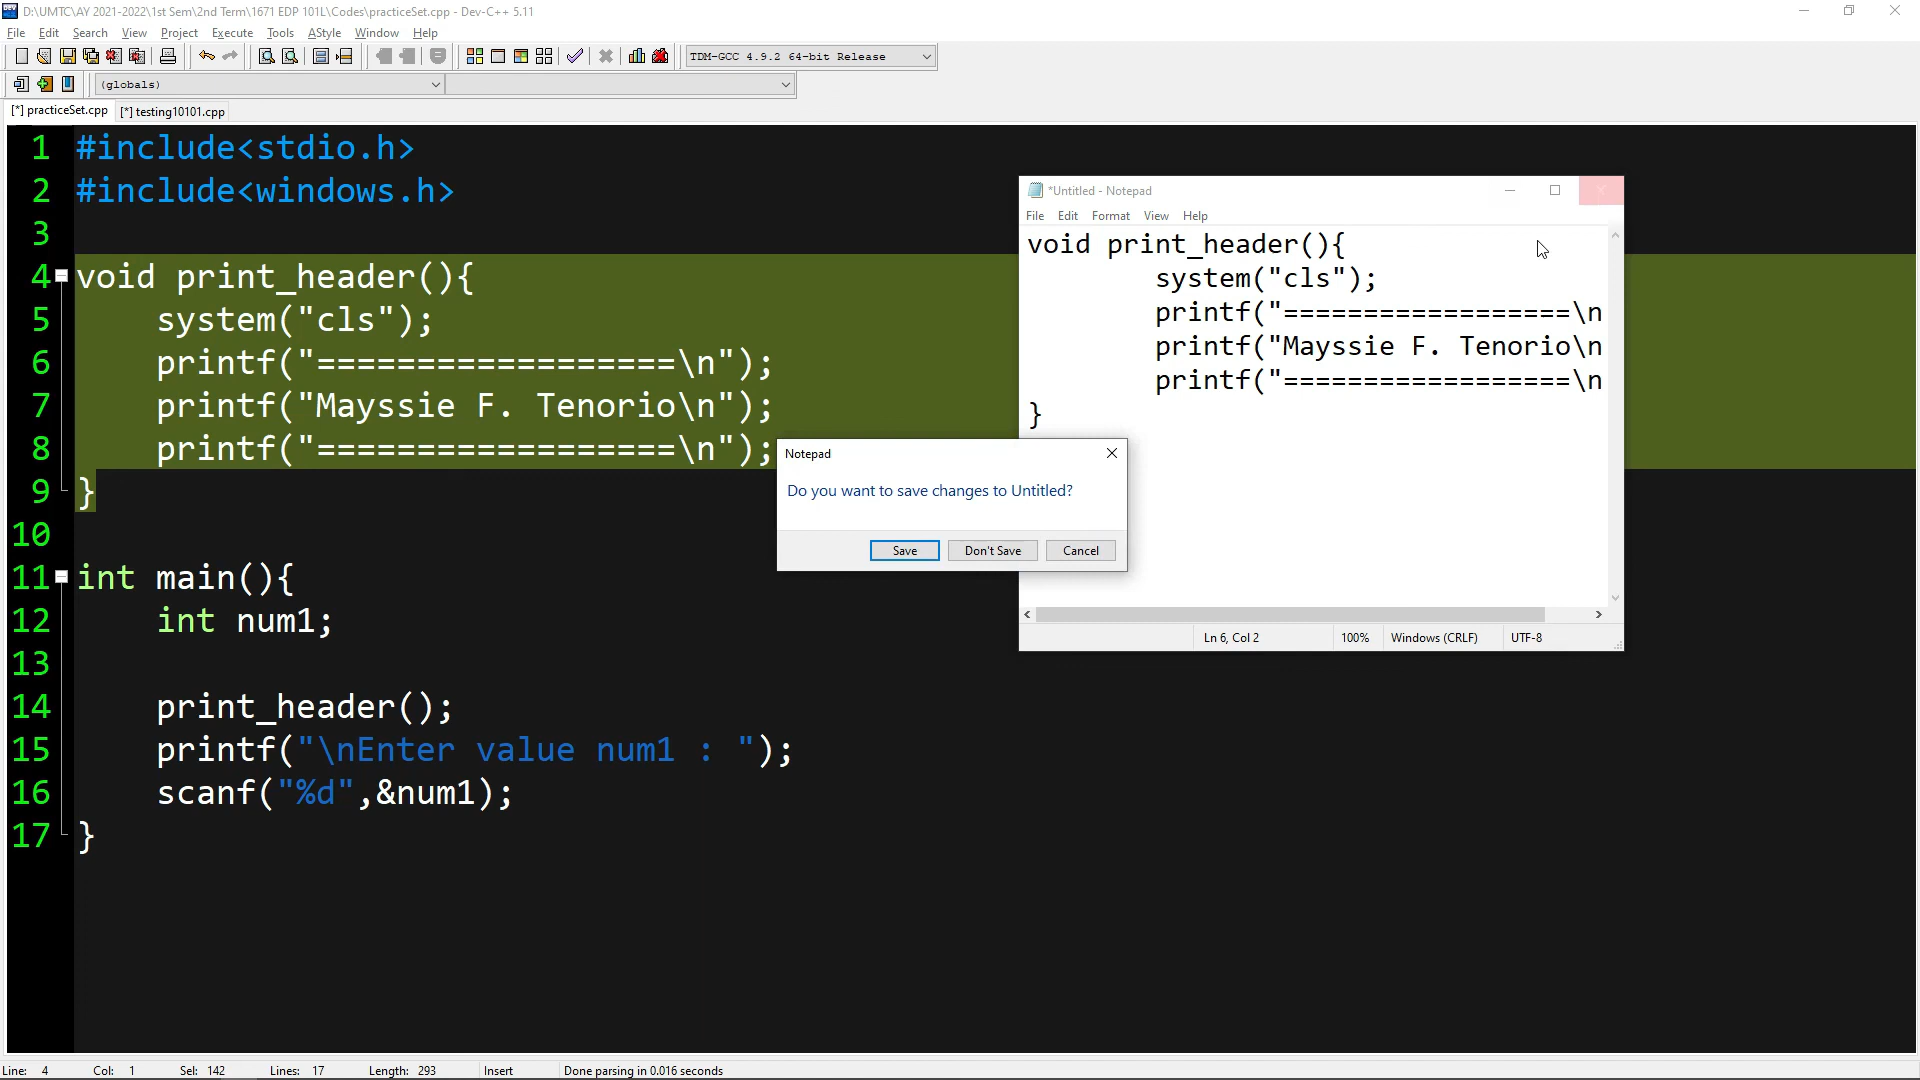 D:\UMTC\AY 2021-2022\1st Sem\2nd Term\1671 EDP 101L\Codes\practiceSet.cpp - Dev-C++ 5.11
File Edit Search View Project Execute Tools AStyle Window Help
TDM-GCC 4.9.2 64-bit Release
(globals)
[*] practiceSet.cpp [*] testing10101.cpp
1 #include<stdio.h>
2 #include<windows.h>
3
4 void print_header(){
5 system("cls");
6 printf("==================\n");
7 printf("Mayssie F. Tenorio\n");
8 printf("==================\n");
9 }
10
11 int main(){
12 int num1;
13
14 print_header();
15 printf("\nEnter value num1 : ");
16 scanf("%d",&num1);
17 }
*Untitled - Notepad
File Edit Format View Help
void print_header(){
system("cls");
printf("==================\n
printf("Mayssie F. Tenorio\n
printf("==================\n
}
Ln 6, Col 2 100% Windows (CRLF) UTF-8
Notepad
Do you want to save changes to Untitled?
Save Don't Save Cancel
Line: 4 Col: 1 Sel: 142 Lines: 17 Length: 293 Insert Done parsing in 0.016 seconds